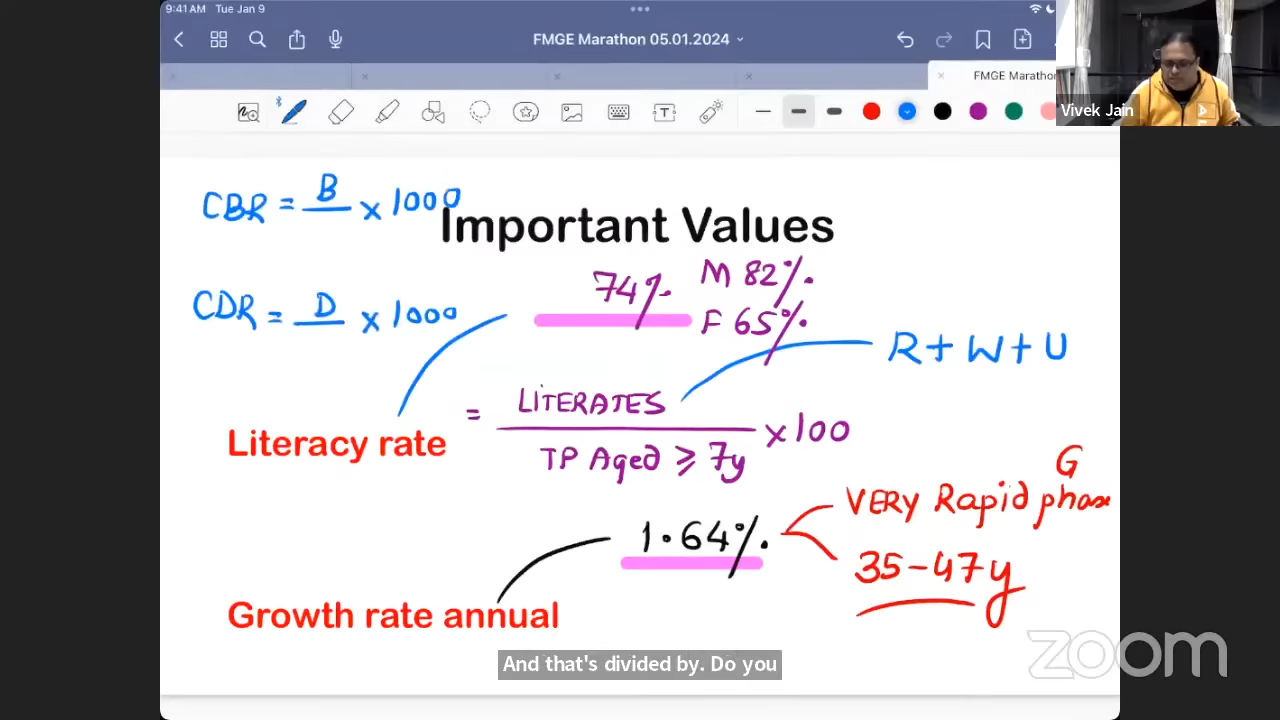 9:41 AM Tue Jan 9
FMGE Marathon 05.01.2024
FMGE Marathon
T
Vivek Jain
CBR = B × 1000
Important Values
74% M 82%
F 65%
CDR = D × 1000
R + W + U
= LITERATES
TP Aged ≥ 7y × 100
Literacy rate
G
VERY Rapid phase
1.64%
35-47y
Growth rate annual
And that's divided by. Do you
zoom